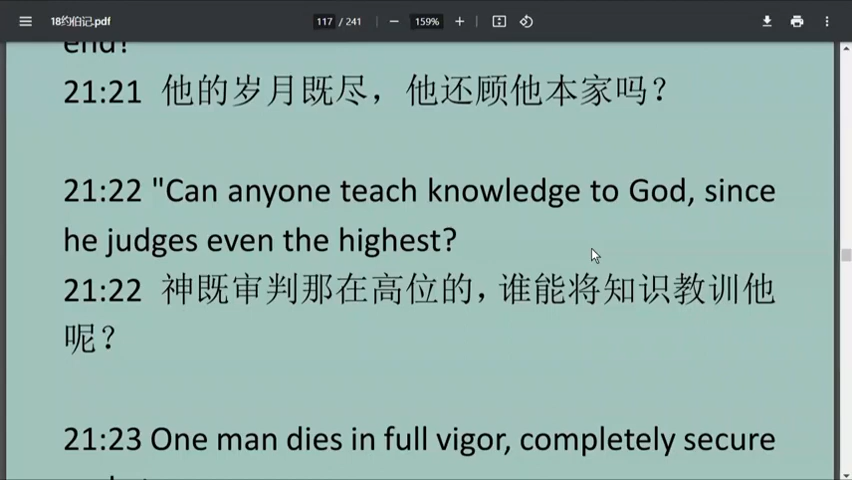 18约伯记.pdf
117 / 241
159%
end?
21:21 他的岁月既尽，他还顾他本家吗？
21:22 "Can anyone teach knowledge to God, since
he judges even the highest?
21:22 神既审判那在高位的，谁能将知识教训他
呢？
21:23 One man dies in full vigor, completely secure